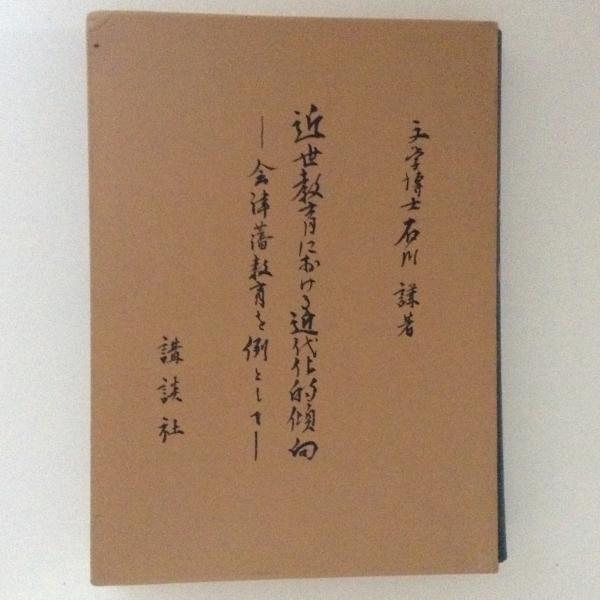 文学博士 石川 謙著
近世教育における近代化的傾向
―会津藩教育を例として―
講談社